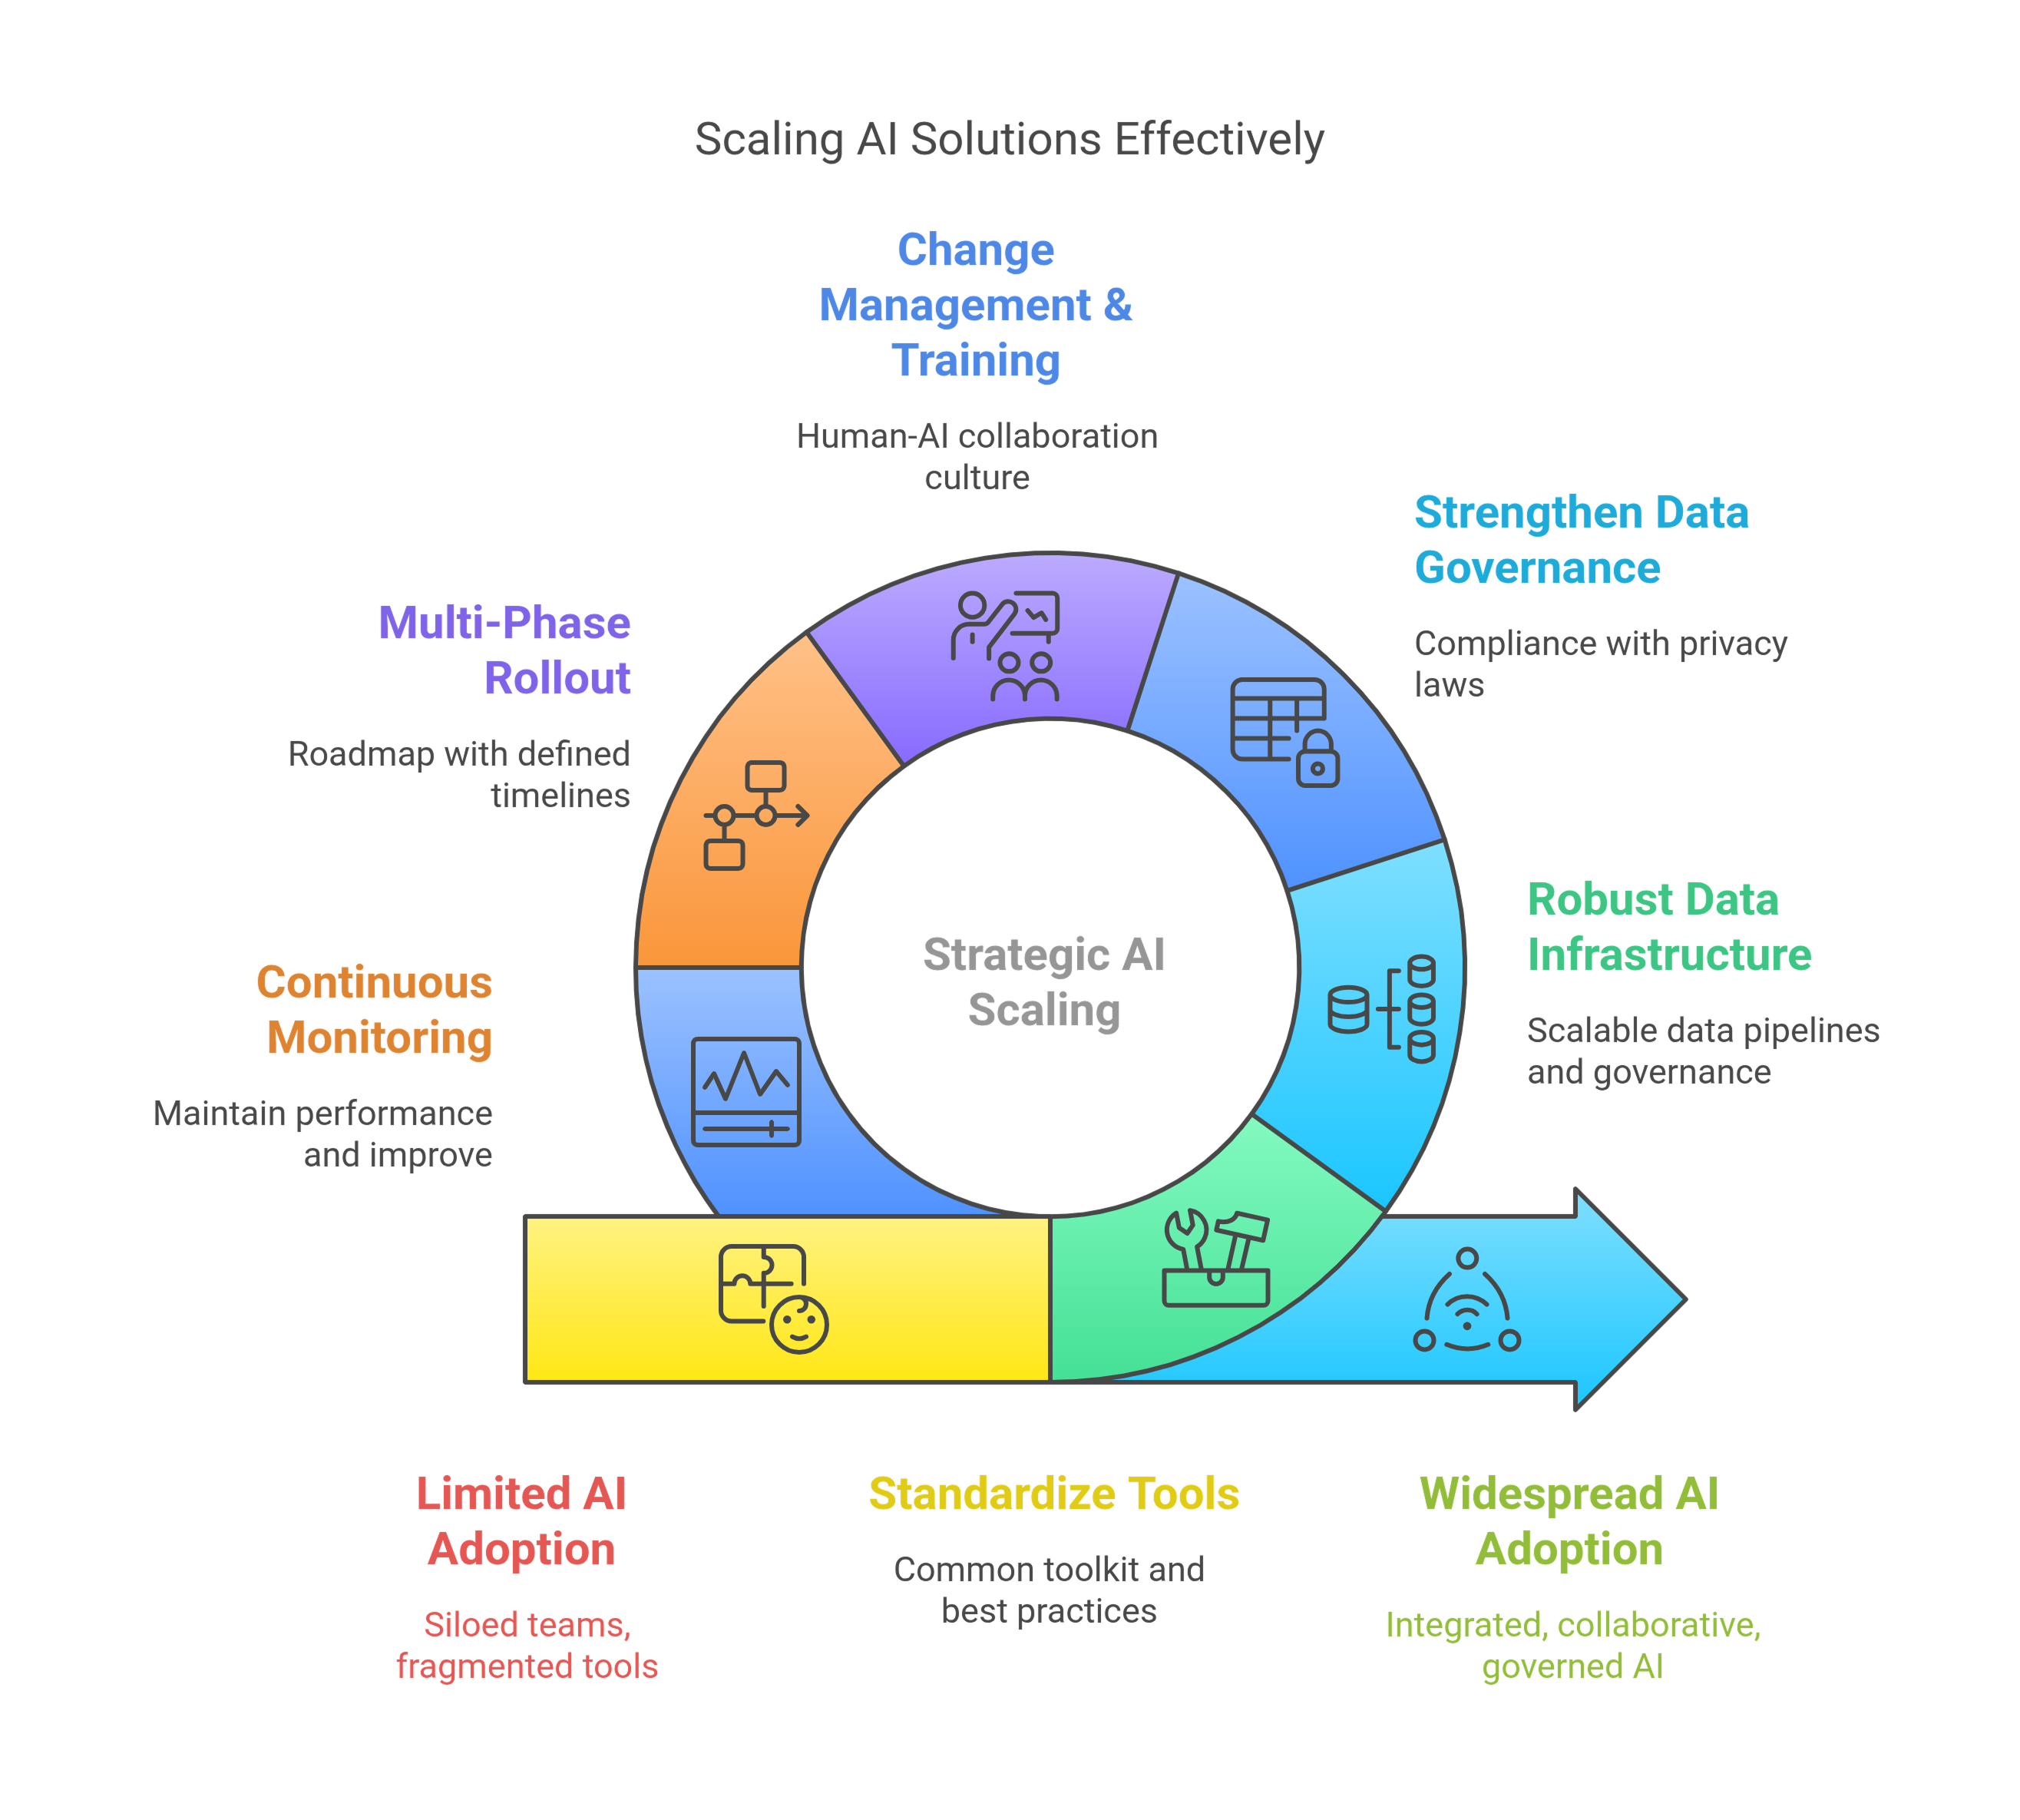 Scaling AI Solutions Effectively
Change
Management &
Training
Human-AI collaboration
culture
Strengthen Data
Governance
Compliance with privacy
laws
Multi-Phase
Rollout
Roadmap with defined
timelines
Robust Data
Infrastructure
Scalable data pipelines
and governance
Strategic AI
Scaling
Continuous
Monitoring
Maintain performance
and improve
Limited AI
Adoption
Siloed teams,
fragmented tools
Standardize Tools
Common toolkit and
best practices
Widespread AI
Adoption
Integrated, collaborative,
governed AI